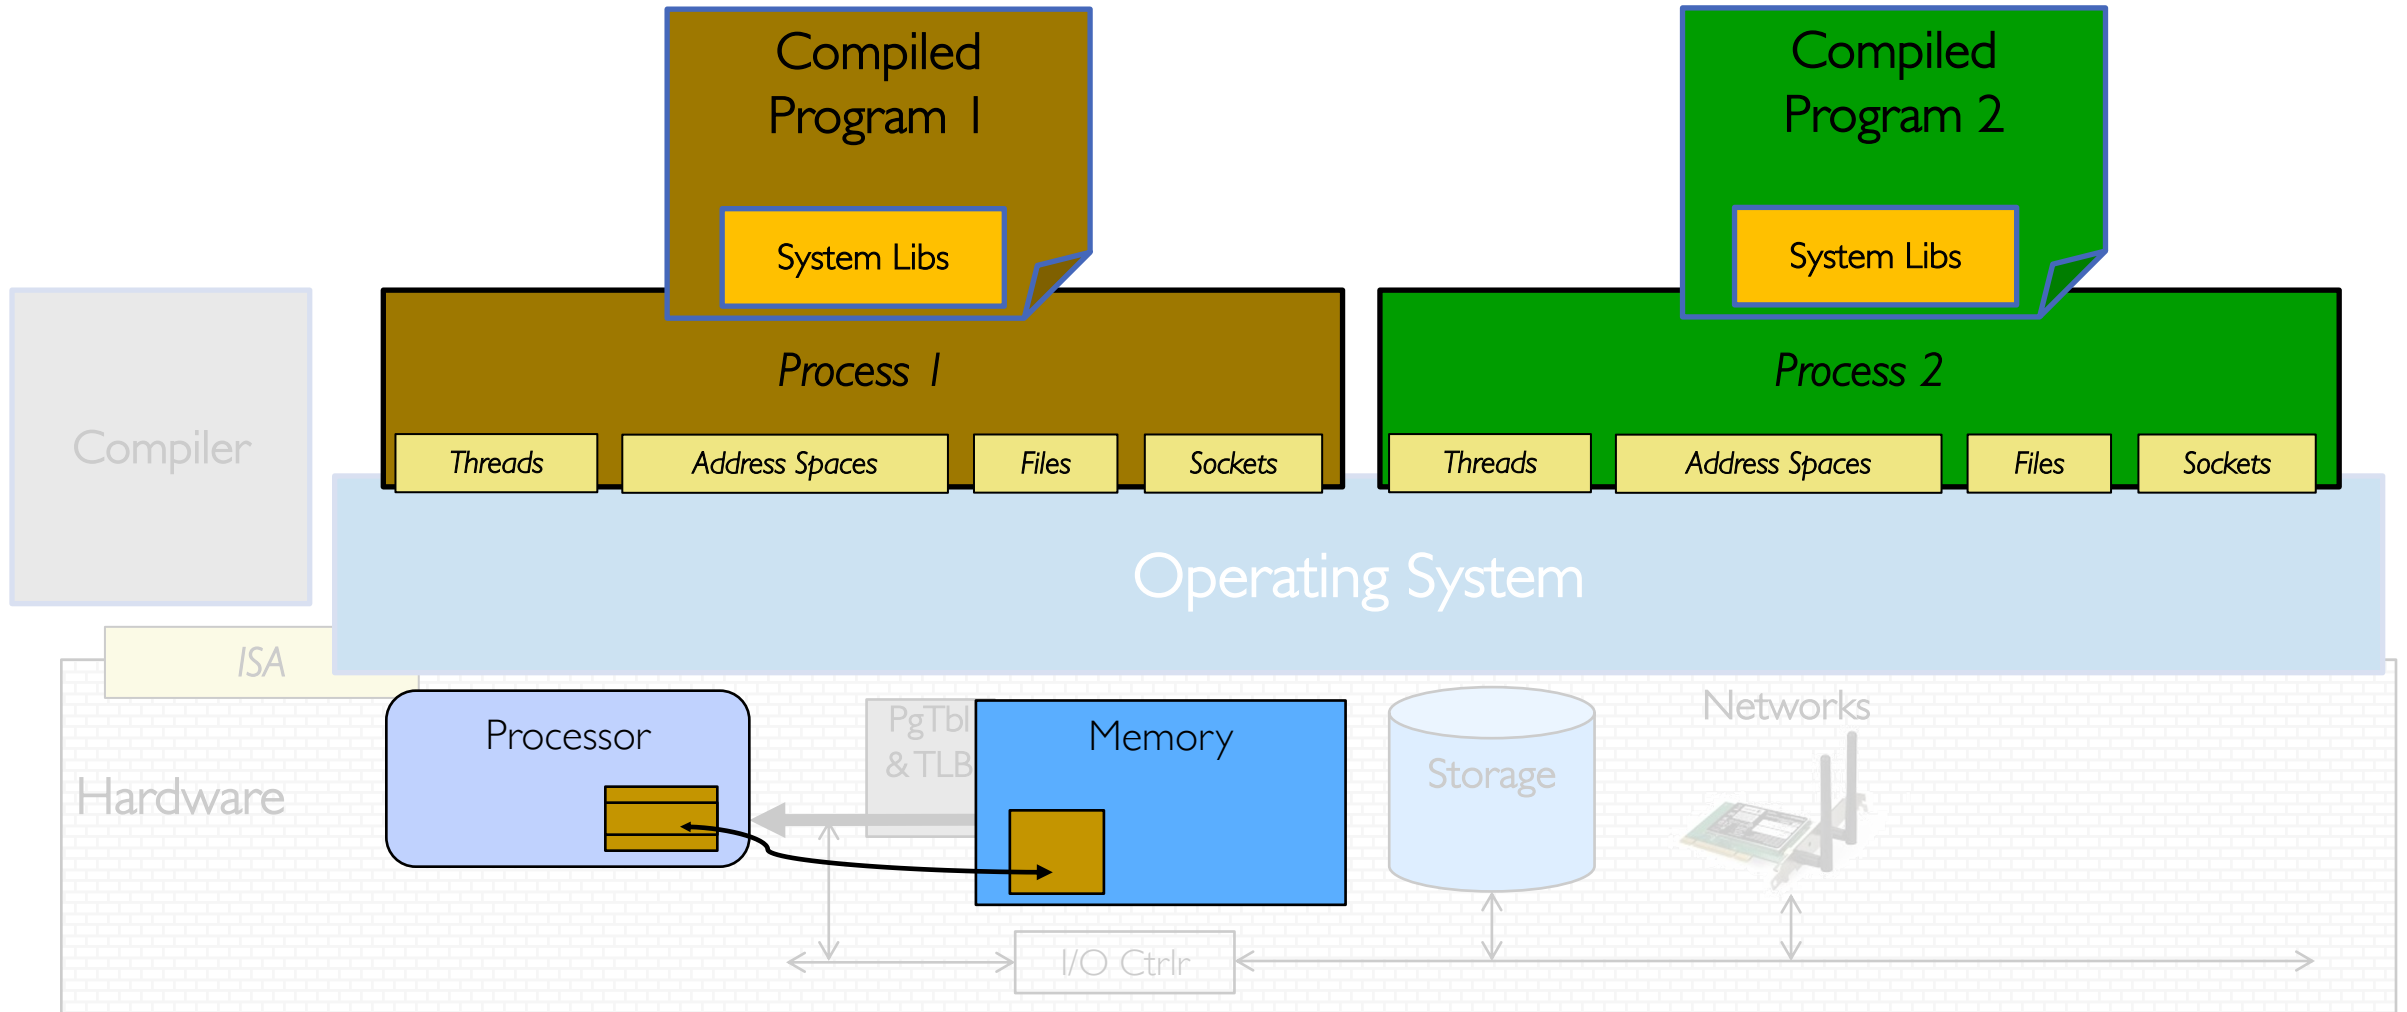 Compiled
Program 1
System Libs
Compiled
Program 2
System Libs
Compiler
Process 1
Threads
Address Spaces
Files
Sockets
Process 2
Threads
Address Spaces
Files
Sockets
Operating System
ISA
Hardware
Processor
PgTbl
& TLB
Memory
Storage
Networks
I/O Ctrlr